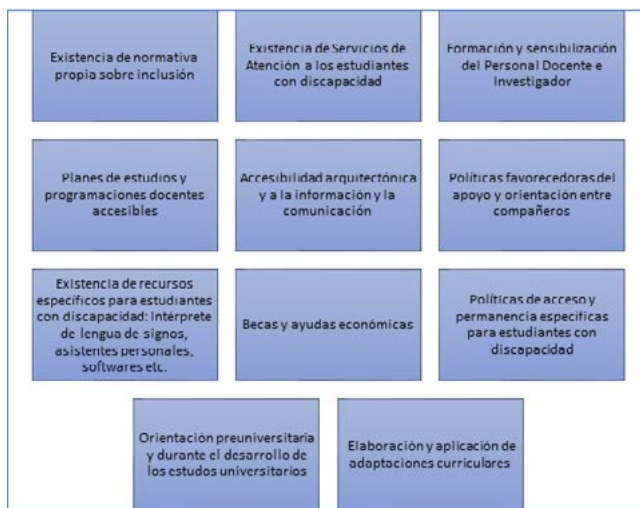 Existencia de normativa
propia sobre inclusión
Existencia de Servicios de
Atención a los estudiantes
con discapacidad
Formación y sensibilización
del Personal Docente e
Investigador
Planes de estudios y
programaciones docentes
accesibles
Accesibilidad arquitectónica
y a la información y la
comunicación
Políticas favorecedoras del
apoyo y orientación entre
compañeros
Existencia de recursos
específicos para estudiantes
con discapacidad: Intérprete
de lengua de signos,
asistentes personales,
softwares etc.
Becas y ayudas económicas
Políticas de acceso y
permanencia específicas
para estudiantes con
discapacidad
Orientación preuniversitaria
y durante el desarrollo de
los estudos universitarios
Elaboración y aplicación de
adaptaciones curriculares